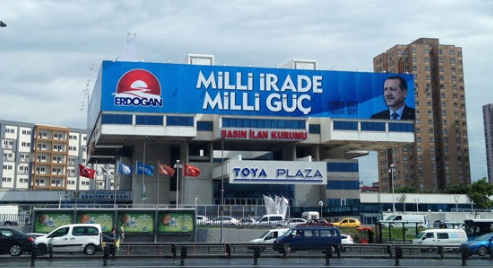 MİLLİ İRADE
MİLLİ GÜÇ
ERDOĞAN
BASIN İLAN KURUMU
TOYA PLAZA